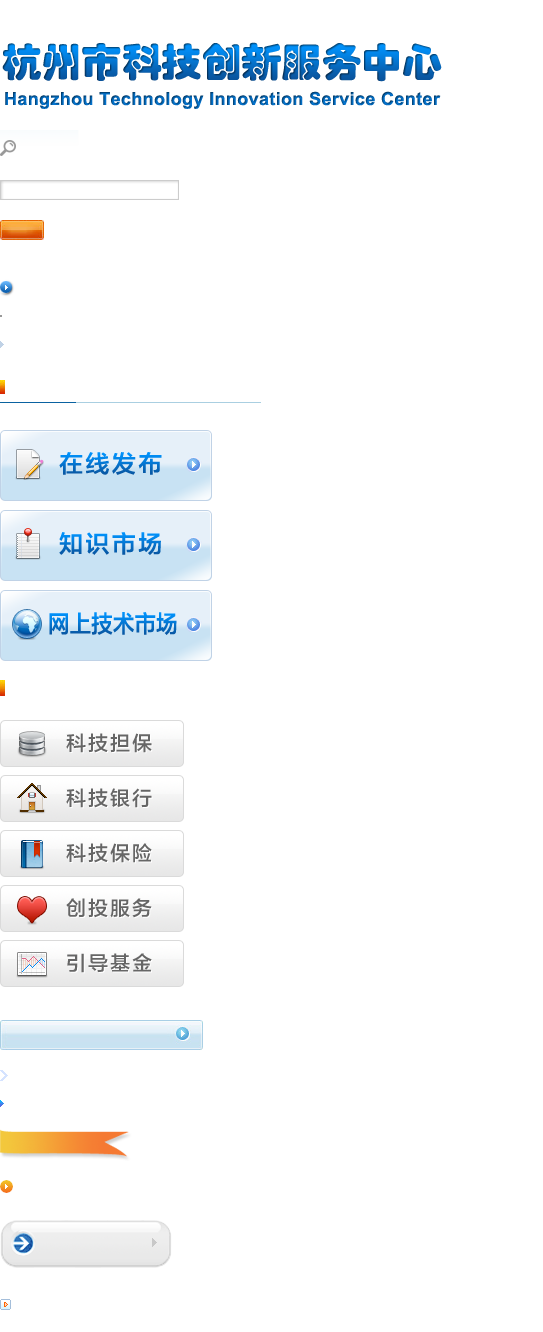 杭州市科技创新服务中心
Hangzhou Technology Innovation Service Center
在线发布
知识市场
网上技术市场
科技担保
科技银行
科技保险
创投服务
引导基金